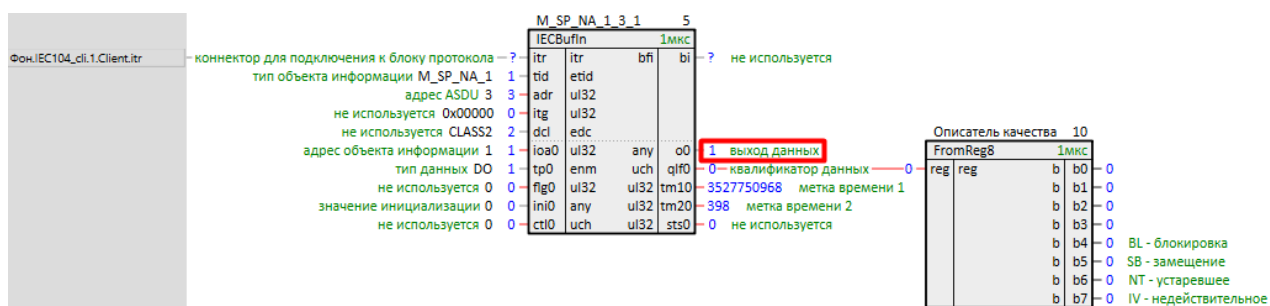 M_SP_NA_1_3_1 5
IECBufIn 1мкс
Фон.IEC104_cli.1.Client.itr коннектор для подключения к блоку протокола ? itr itr bfi bi ? не используется
тип объекта информации M_SP_NA_1 1 tid etid
адрес ASDU 3 3 adr ul32
не используется 0x00000 0 itg ul32
не используется CLASS2 2 dcl edc
Описатель качества 10
адрес объекта информации 1 1 ioa0 ul32 any o0 1 выход данных
FromReg8 1мкс
тип данных DO 1 tp0 enm uch qlf0 0 квалификатор данных 0 reg reg b b0 0
не используется 0 0 flg0 ul32 ul32 tm10 3527750968 метка времени 1 b b1 0
значение инициализации 0 0 ini0 any ul32 tm20 398 метка времени 2 b b2 0
не используется 0 0 ctl0 uch ul32 sts0 0 не используется b b3 0
b b4 0 BL - блокировка
b b5 0 SB - замещение
b b6 0 NT - устаревшее
b b7 0 IV - недействительное